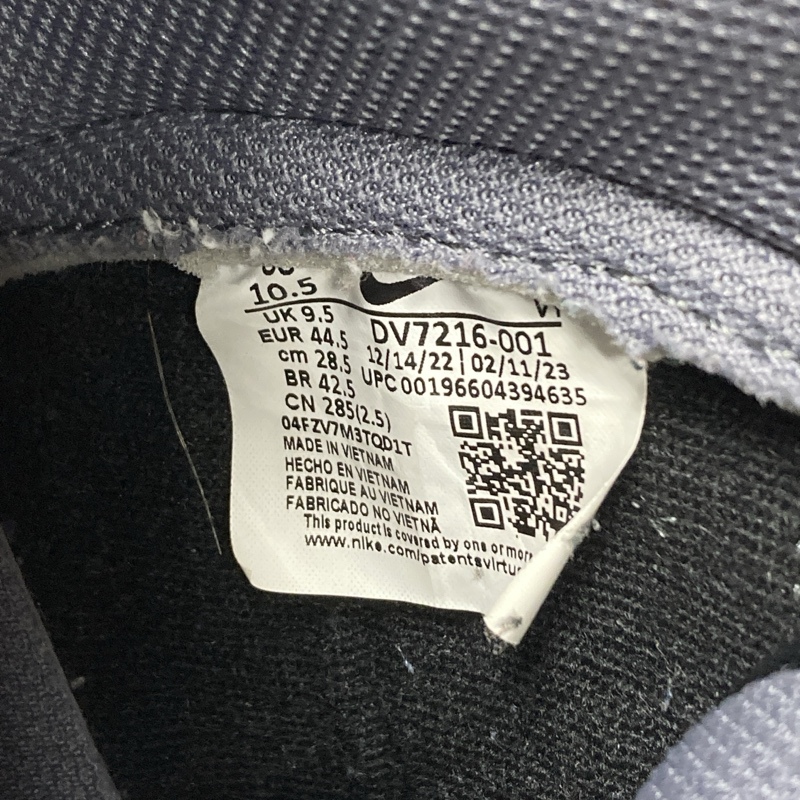 10.5
UK 9.5
EUR 44.5
cm 28.5
BR 42.5
CN 285(2.5)
DV7216-001
12/14/22 | 02/11/23
UPC 00196604394635
04FZV7M3TQD1T
MADE IN VIETNAM
HECHO EN VIETNAM
FABRIQUE AU VIETNAM
FABRICADO NO VIETNÃ
This product is covered by one or more
www.nike.com/patentsvirtu